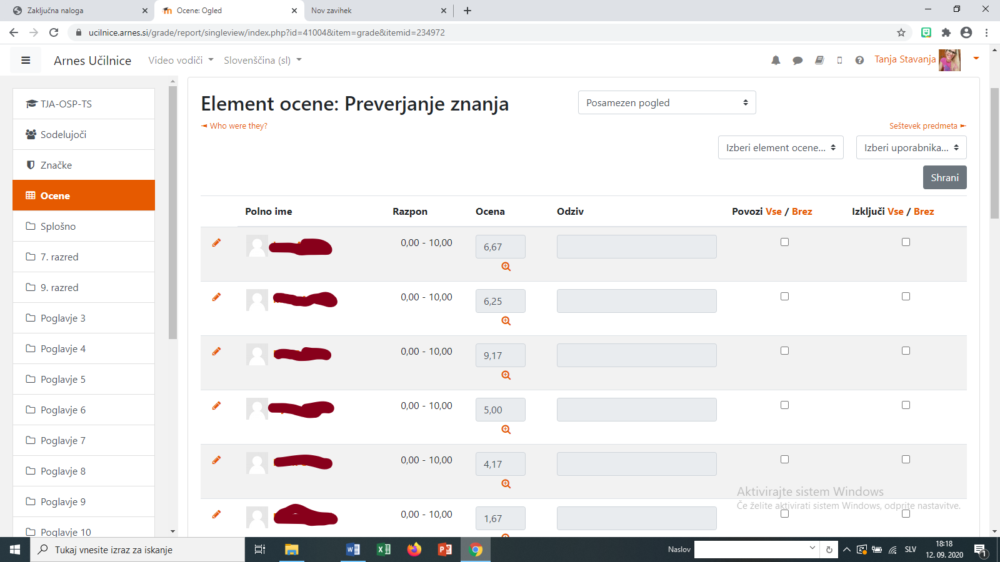 Zaključna naloga
Ocene: Ogled
Nov zavihek
ucilnice.arnes.si/grade/report/singleview/index.php?id=41004&item=grade&itemid=234972
Arnes Učilnice
Video vodiči
Slovenščina (sl)
Tanja Stavanja
TJA-OSP-TS
Sodelujoči
Značke
Ocene
Splošno
7. razred
9. razred
Poglavje 3
Poglavje 4
Poglavje 5
Poglavje 6
Poglavje 7
Poglavje 8
Poglavje 9
Poglavje 10
Element ocene: Preverjanje znanja
Posamezen pogled
◄ Who were they?
Seštevek predmeta ►
Izberi element ocene...
Izberi uporabnika...
Shrani
Polno ime Razpon Ocena Odziv Povozi Vse / Brez Izključi Vse / Brez
0,00 - 10,00 6,67
0,00 - 10,00 6,25
0,00 - 10,00 9,17
0,00 - 10,00 5,00
0,00 - 10,00 4,17
0,00 - 10,00 1,67
Aktivirajte sistem Windows
Če želite aktivirati sistem Windows, odprite nastavitve.
Tukaj vnesite izraz za iskanje
Naslov
SLV
18:18
12. 09. 2020
1